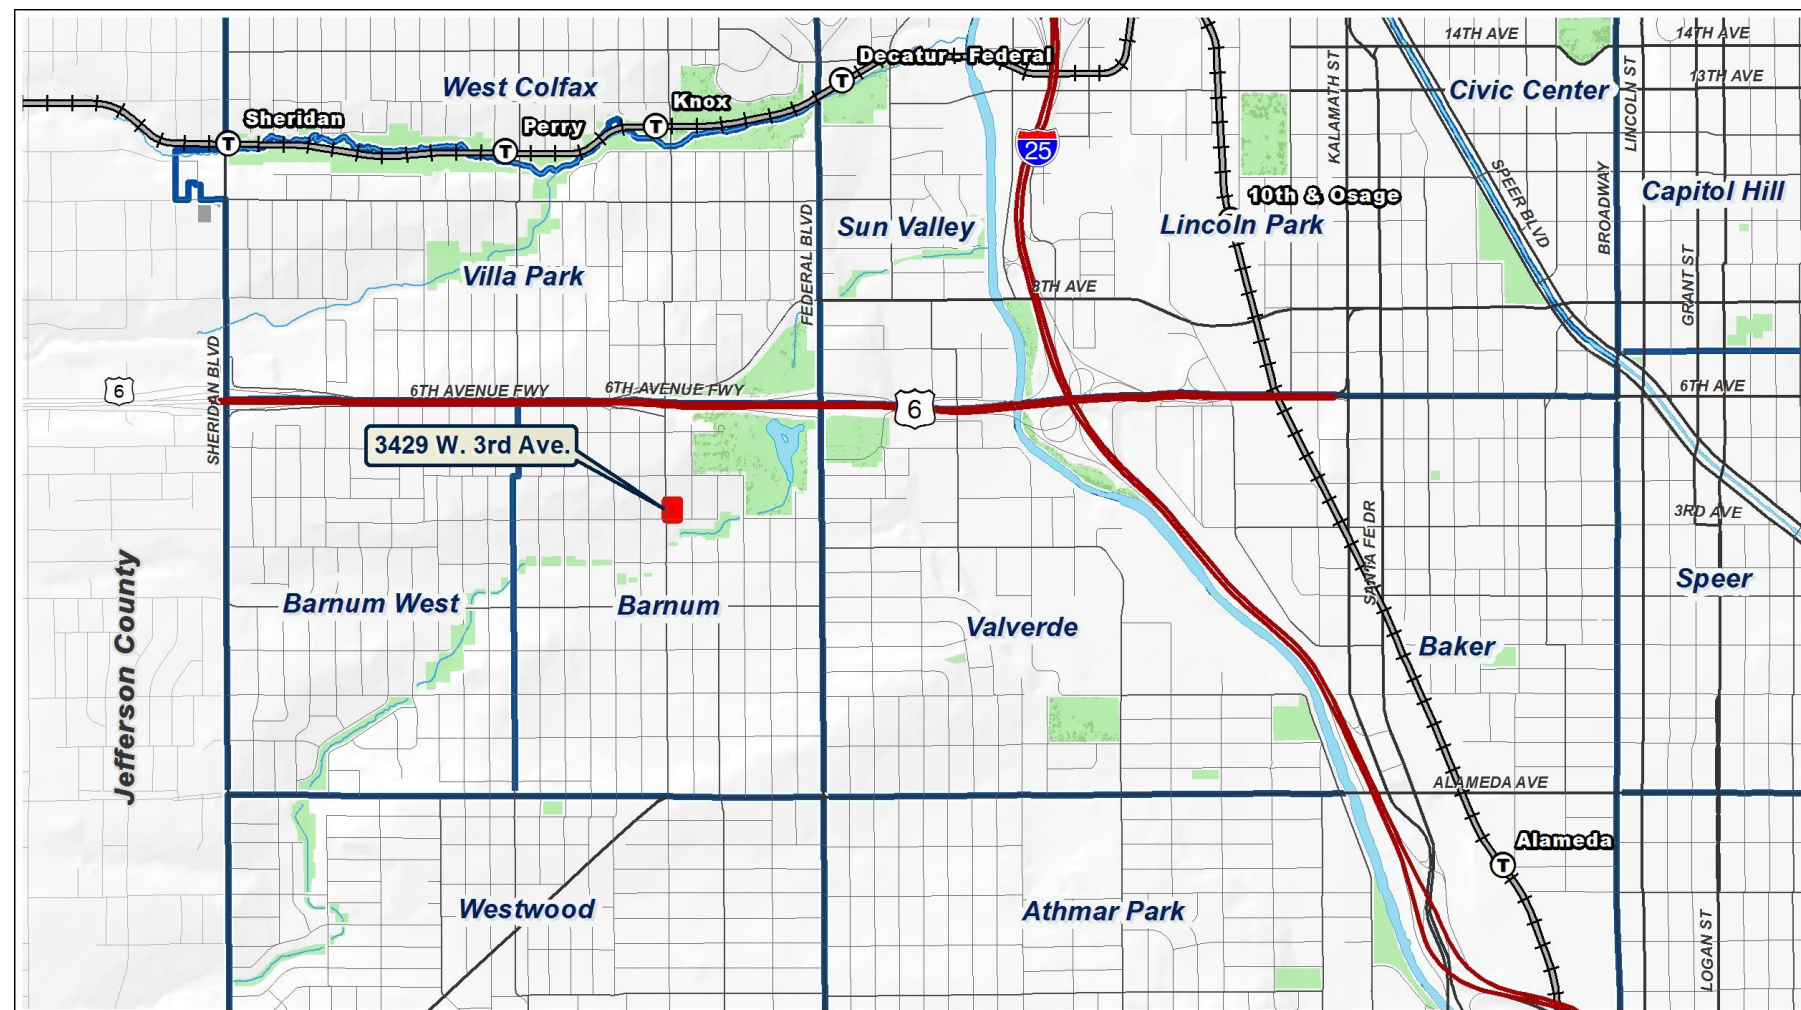 14TH AVE
14TH AVE
Decatur - Federal
13TH AVE
West Colfax
Civic Center
Knox
KALAMATH ST
LINCOLN ST
Sheridan
Perry
T
T
T
T
25
SPEER BLVD
BROADWAY
Capitol Hill
10th & Osage
Lincoln Park
Sun Valley
FEDERAL BLVD
Villa Park
8TH AVE
GRANT ST
SHERIDAN BLVD
6
6TH AVENUE FWY
6TH AVENUE FWY
6
6TH AVE
3429 W. 3rd Ave.
3RD AVE
SANTA FE DR
Jefferson County
Barnum West
Barnum
Valverde
Speer
Baker
ALAMEDA AVE
Alameda
T
Westwood
Athmar Park
LOGAN ST